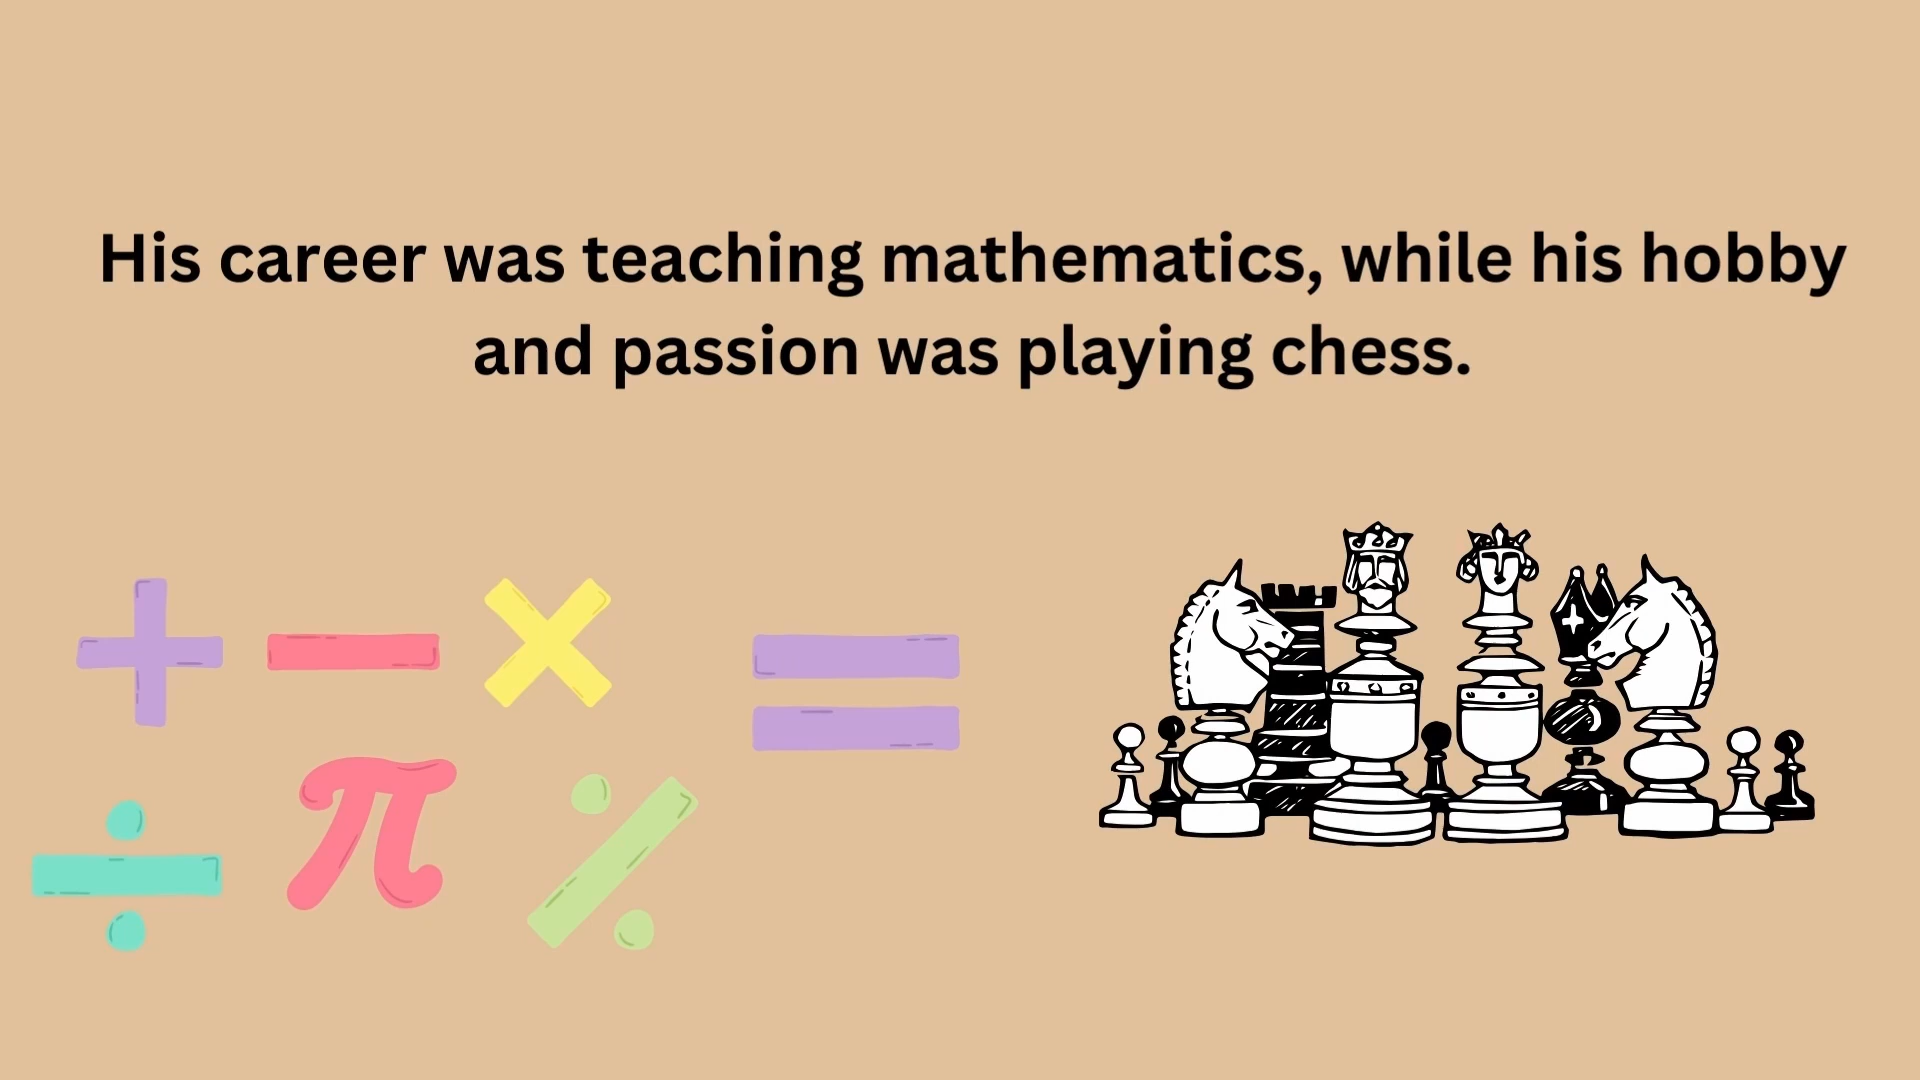 His career was teaching mathematics, while his hobby
and passion was playing chess.
+ − × =
÷ π %